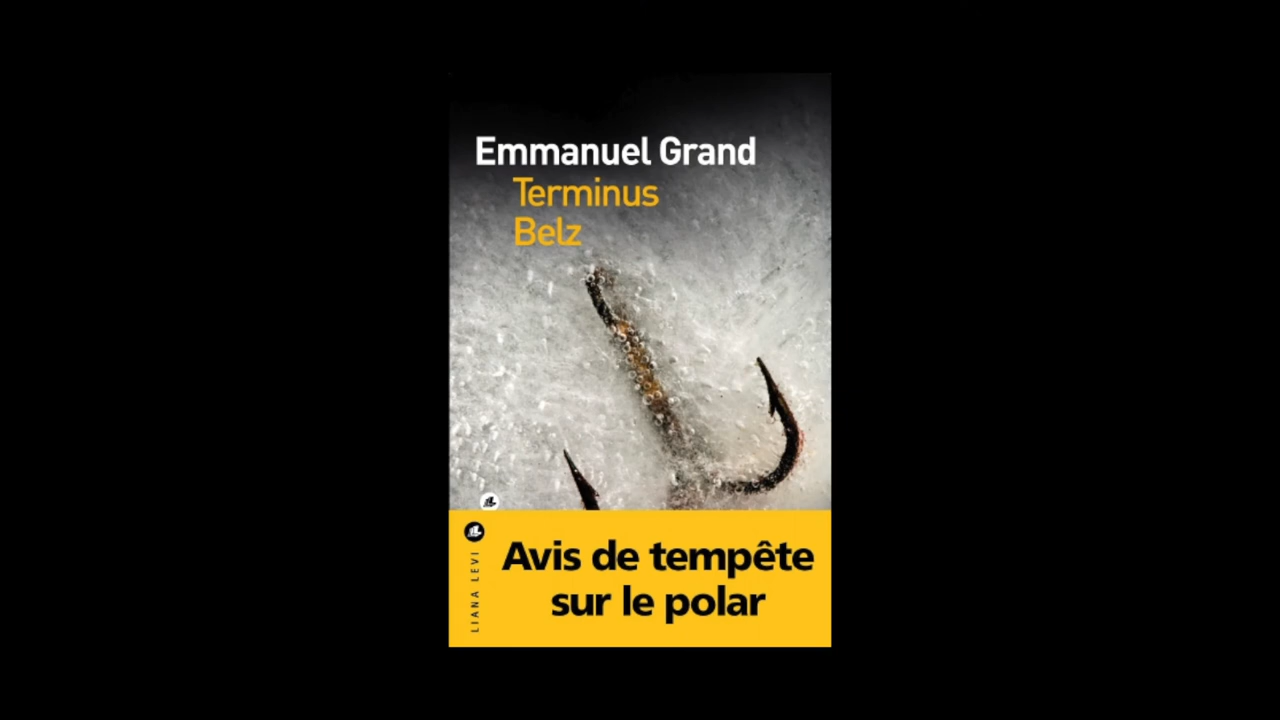 Emmanuel Grand
Terminus
Belz
Avis de tempête
sur le polar
LIANA LEVI